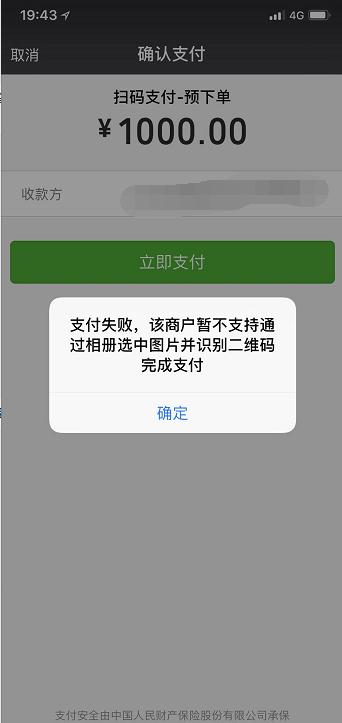 19:43 4G
取消 确认支付
扫码支付-预下单
¥1000.00
收款方
立即支付
支付失败，该商户暂不支持通
过相册选中图片并识别二维码
完成支付
确定
支付安全由中国人民财产保险股份有限公司承保